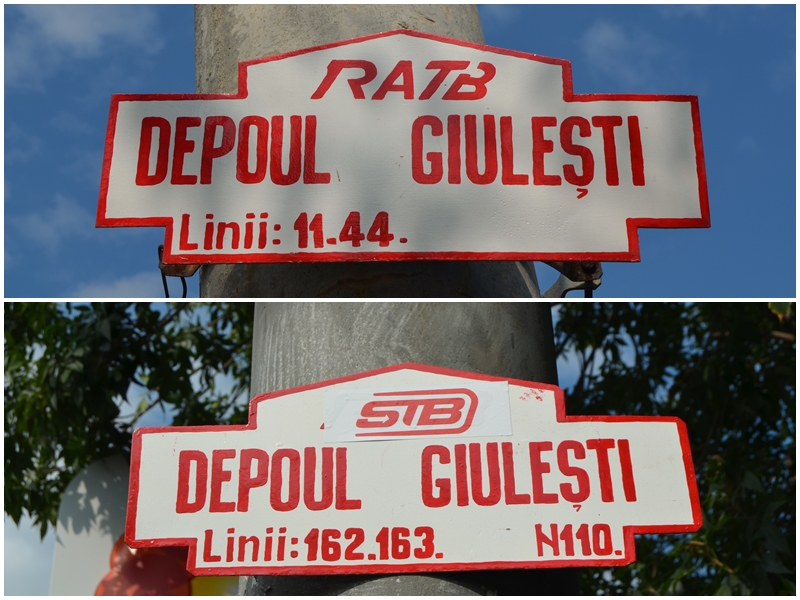 RATB
DEPOUL GIULEȘTI
Linii: 11.44.
STB
DEPOUL GIULEȘTI
Linii: 162.163. N110.